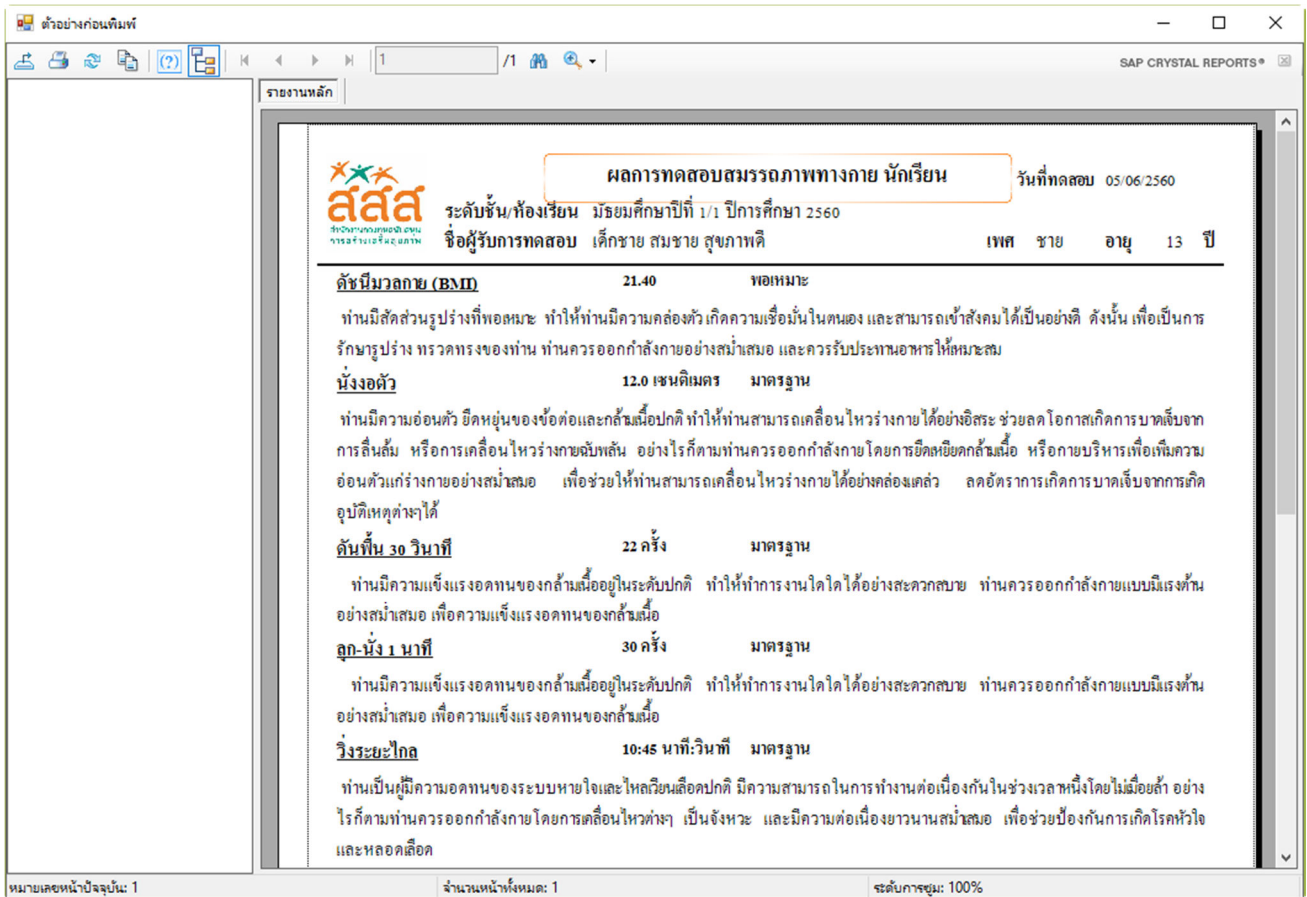 ตัวอย่างก่อนพิมพ์
1 /1 SAP CRYSTAL REPORTS®
รายงานหลัก
ผลการทดสอบสมรรถภาพทางกาย นักเรียน วันที่ทดสอบ 05/06/2560
สสส
สำนักงานกองทุนสนับสนุน
การสร้างเสริมสุขภาพ
ระดับชั้น/ห้องเรียน มัธยมศึกษาปีที่ 1/1 ปีการศึกษา 2560
ชื่อผู้รับการทดสอบ เด็กชาย สมชาย สุขภาพดี เพศ ชาย อายุ 13 ปี
ดัชนีมวลกาย (BMI) 21.40 พอเหมาะ
ท่านมีสัดส่วนรูปร่างที่พอเหมาะ ทำให้ท่านมีความคล่องตัว เกิดความเชื่อมั่นในตนเอง และสามารถเข้าสังคมได้เป็นอย่างดี ดังนั้น เพื่อเป็นการ
รักษารูปร่าง ทรวดทรงของท่าน ท่านควรออกกำลังกายอย่างสม่ำเสมอ และควรรับประทานอาหารให้เหมาะสม
นั่งงอตัว 12.0 เซนติเมตร มาตรฐาน
ท่านมีความอ่อนตัว ยืดหยุ่นของข้อต่อและกล้ามเนื้อปกติ ทำให้ท่านสามารถเคลื่อนไหวร่างกายได้อย่างอิสระ ช่วยลดโอกาสเกิดการบาดเจ็บจาก
การลื่นล้ม หรือการเคลื่อนไหวร่างกายฉับพลัน อย่างไรก็ตามท่านควรออกกำลังกายโดยการยืดเหยียดกล้ามเนื้อ หรือกายบริหารเพื่อเพิ่มความ
อ่อนตัวแก่ร่างกายอย่างสม่ำเสมอ เพื่อช่วยให้ท่านสามารถเคลื่อนไหวร่างกายได้อย่างคล่องแคล่ว ลดอัตราการเกิดการบาดเจ็บจากการเกิด
อุบัติเหตุต่างๆได้
ดันพื้น 30 วินาที 22 ครั้ง มาตรฐาน
ท่านมีความแข็งแรงอดทนของกล้ามเนื้ออยู่ในระดับปกติ ทำให้ทำการงานใดใดได้อย่างสะดวกสบาย ท่านควรออกกำลังกายแบบมีแรงต้าน
อย่างสม่ำเสมอ เพื่อความแข็งแรงอดทนของกล้ามเนื้อ
ลุก-นั่ง 1 นาที 30 ครั้ง มาตรฐาน
ท่านมีความแข็งแรงอดทนของกล้ามเนื้ออยู่ในระดับปกติ ทำให้ทำการงานใดใดได้อย่างสะดวกสบาย ท่านควรออกกำลังกายแบบมีแรงต้าน
อย่างสม่ำเสมอ เพื่อความแข็งแรงอดทนของกล้ามเนื้อ
วิ่งระยะไกล 10:45 นาที:วินาที มาตรฐาน
ท่านเป็นผู้มีความอดทนของระบบหายใจและไหลเวียนเลือดปกติ มีความสามารถในการทำงานต่อเนื่องกันในช่วงเวลาหนึ่งโดยไม่เมื่อยล้า อย่าง
ไรก็ตามท่านควรออกกำลังกายโดยการเคลื่อนไหวต่างๆ เป็นจังหวะ และมีความต่อเนื่องยาวนานสม่ำเสมอ เพื่อช่วยป้องกันการเกิดโรคหัวใจ
และหลอดเลือด
หมายเลขหน้าปัจจุบัน: 1 จำนวนหน้าทั้งหมด: 1 ระดับการซูม: 100%